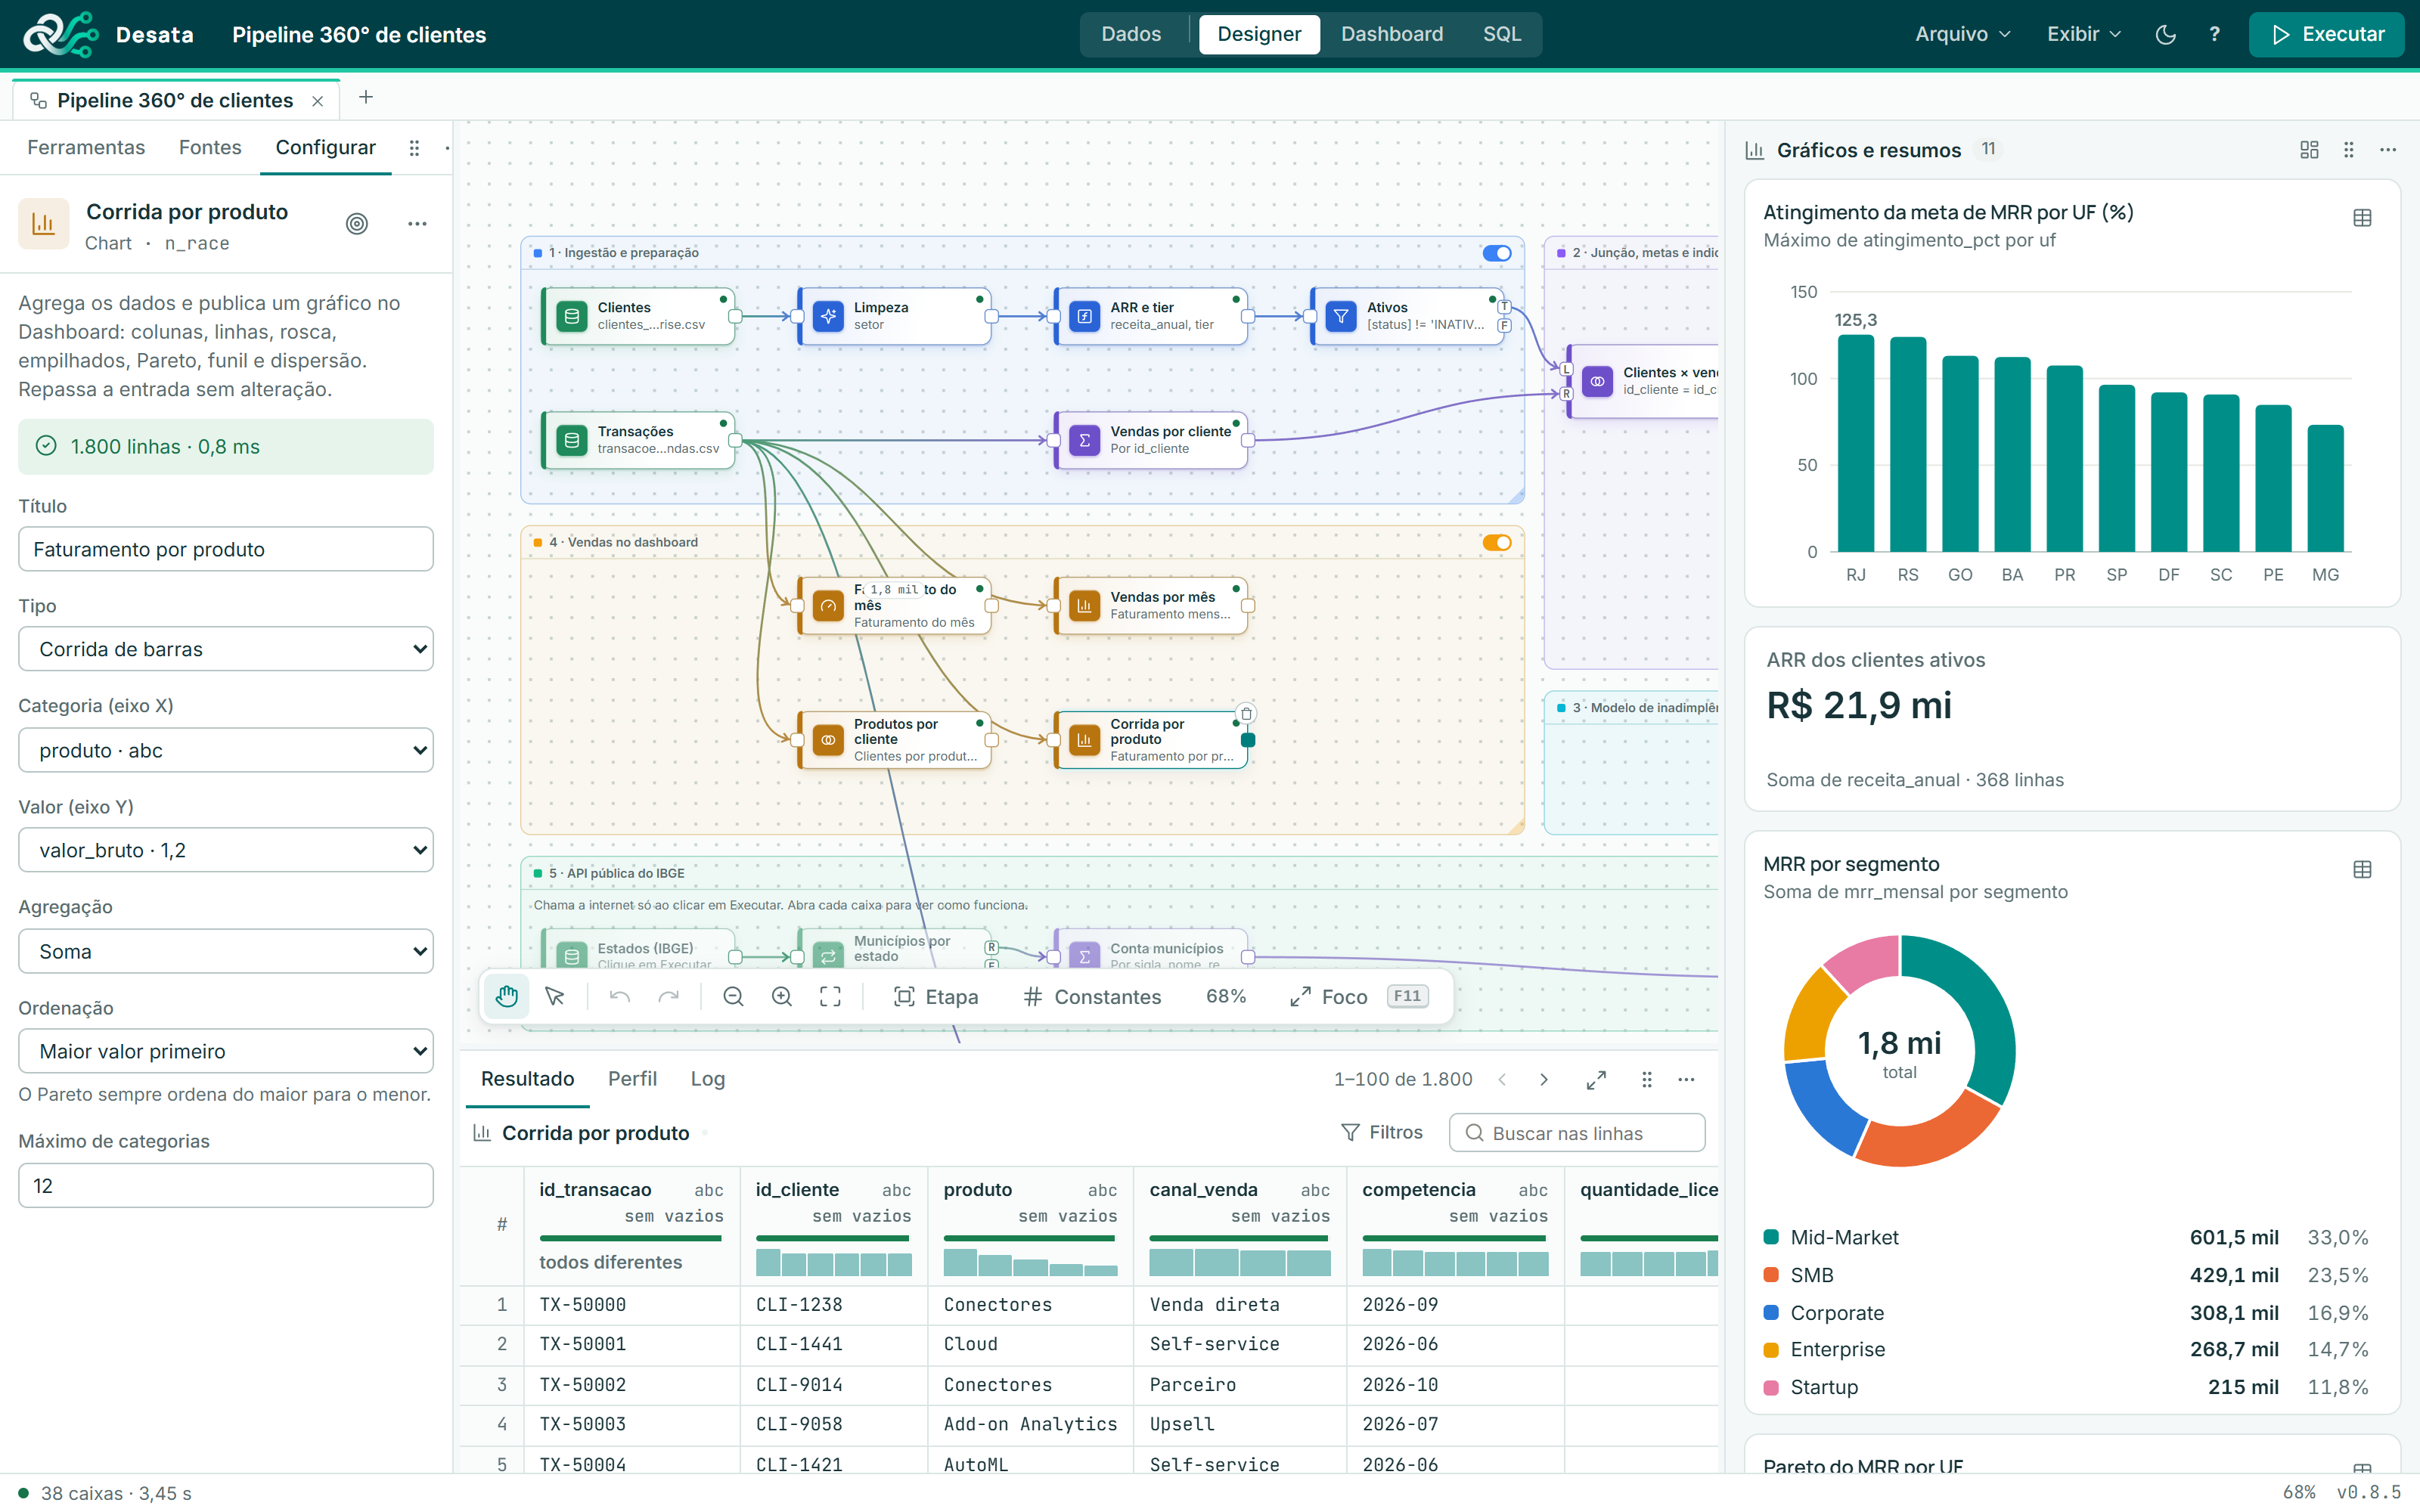 Desata
Pipeline 360° de clientes
Dados
Designer
Dashboard
SQL
Arquivo
Exibir
?
Executar
Pipeline 360° de clientes
Ferramentas
Fontes
Configurar
Corrida por produto
Chart · n_race
Agrega os dados e publica um gráfico no
Dashboard: colunas, linhas, rosca,
empilhados, Pareto, funil e dispersão.
Repassa a entrada sem alteração.
1.800 linhas · 0,8 ms
Título
Faturamento por produto
Tipo
Corrida de barras
Categoria (eixo X)
produto · abc
Valor (eixo Y)
valor_bruto · 1,2
Agregação
Soma
Ordenação
Maior valor primeiro
O Pareto sempre ordena do maior para o menor.
Máximo de categorias
12
1 · Ingestão e preparação
Clientes
clientes_...rise.csv
Limpeza
setor
ARR e tier
receita_anual, tier
Ativos
[status] != 'INATIV...
T
F
Transações
transacoe...ndas.csv
Vendas por cliente
Por id_cliente
2 · Junção, metas e indic
L
R
Clientes × ven
id_cliente = id_c
4 · Vendas no dashboard
1,8 mil
to do
mês
Faturamento do mês
Vendas por mês
Faturamento mens...
Produtos por
cliente
Clientes por produt...
Corrida por
produto
Faturamento por pr...
3 · Modelo de inadimplên
5 · API pública do IBGE
Chama a internet só ao clicar em Executar. Abra cada caixa para ver como funciona.
Estados (IBGE)
Clique em Executar
Municípios por
estado
R
F
Conta municípios
Por sigla, nome, re
Etapa
Constantes
68%
Foco
F11
Resultado
Perfil
Log
1–100 de 1.800
Corrida por produto
Filtros
Buscar nas linhas
#
id_transacao abc
sem vazios
todos diferentes
id_cliente abc
sem vazios
produto abc
sem vazios
canal_venda abc
sem vazios
competencia abc
sem vazios
quantidade_lice
1 TX-50000 CLI-1238 Conectores Venda direta 2026-09
2 TX-50001 CLI-1441 Cloud Self-service 2026-06
3 TX-50002 CLI-9014 Conectores Parceiro 2026-10
4 TX-50003 CLI-9058 Add-on Analytics Upsell 2026-07
5 TX-50004 CLI-1421 AutoML Self-service 2026-06
Gráficos e resumos 11
Atingimento da meta de MRR por UF (%)
Máximo de atingimento_pct por uf
150
125,3
100
50
0
RJ RS GO BA PR SP DF SC PE MG
ARR dos clientes ativos
R$ 21,9 mi
Soma de receita_anual · 368 linhas
MRR por segmento
Soma de mrr_mensal por segmento
1,8 mi
total
Mid-Market 601,5 mil 33,0%
SMB 429,1 mil 23,5%
Corporate 308,1 mil 16,9%
Enterprise 268,7 mil 14,7%
Startup 215 mil 11,8%
Pareto do MRR por UF
38 caixas · 3,45 s
68%
v0.8.5